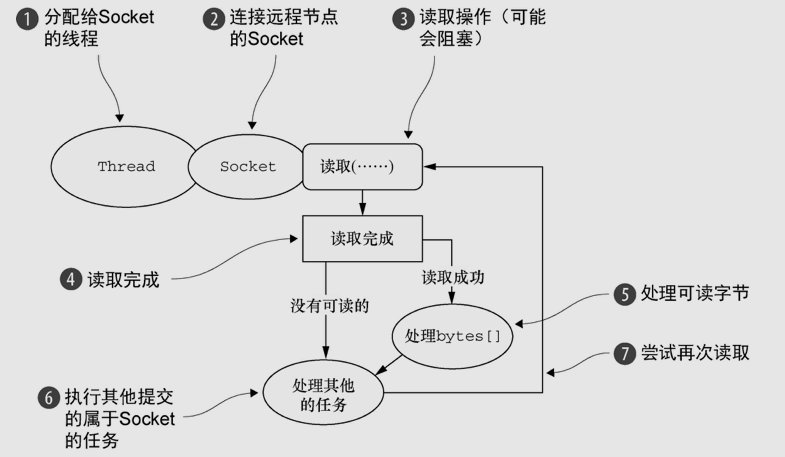 1 分配给Socket
的线程
2 连接远程节点
的Socket
3 读取操作（可能
会阻塞）
Thread
Socket
读取(……)
读取完成
4 读取完成
读取成功
没有可读的
5 处理可读字节
处理bytes[]
7 尝试再次读取
处理其他
的任务
6 执行其他提交
的属于Socket
的任务